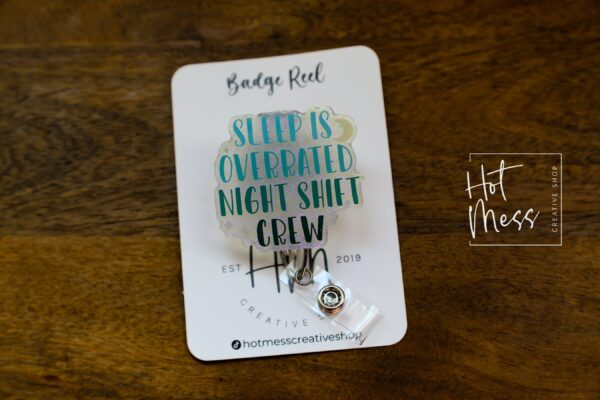 Badge Reel
SLEEP IS
OVERRATED
NIGHT SHIFT
CREW
EST 2019
CREATIVE
hotmesscreativeshop
Hot
Mess
CREATIVE SHOP